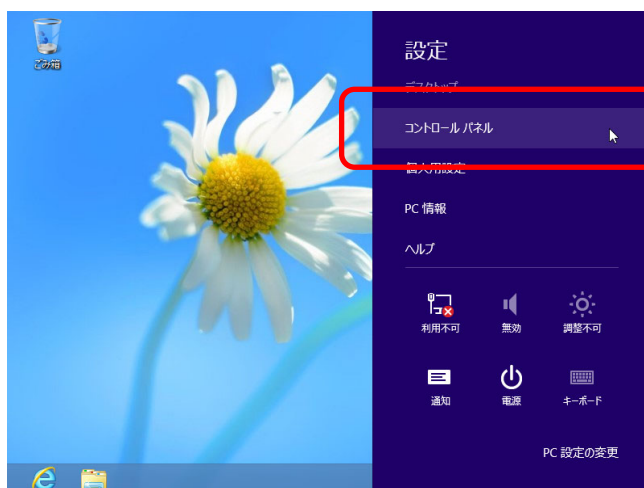 ごみ箱
設定
デスクトップ
コントロール パネル
個人用設定
PC 情報
ヘルプ
利用不可
無効
調整不可
通知
電源
キーボード
PC 設定の変更